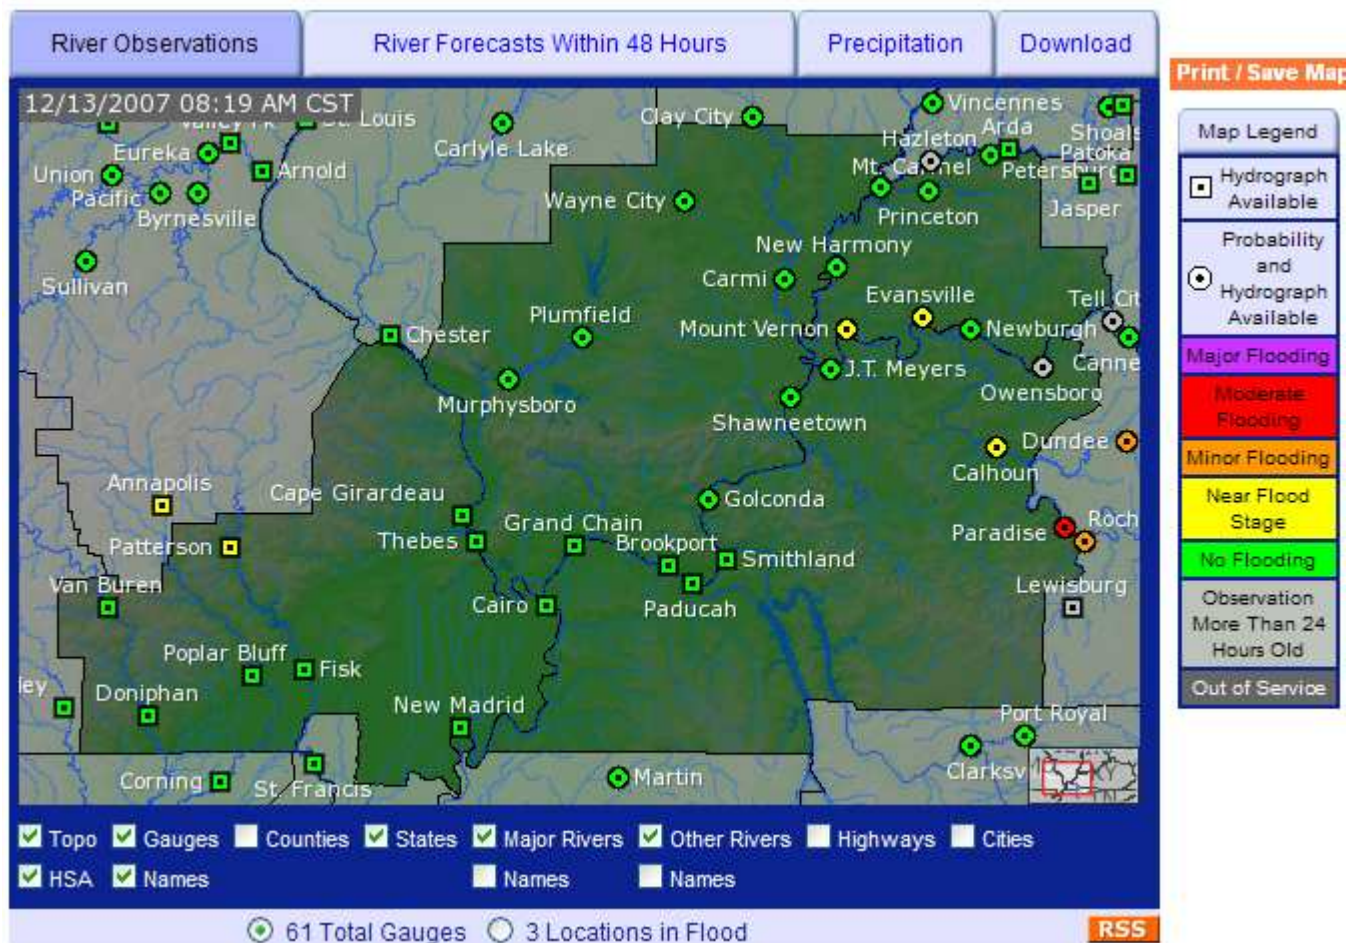 River Observations
River Forecasts Within 48 Hours
Precipitation
Download
Print / Save Map
12/13/2007 08:19 AM CST
Louis
Clay City
Vincennes
Hazleton
Arda
Shoals
Eureka
Carlyle Lake
Patoka
Union
Arnold
Mt. Carmel
Petersburg
Pacific
Wayne City
Byrnesville
Princeton
Jasper
New Harmony
Sullivan
Carmi
Evansville
Tell Cit
Plumfield
Mount Vernon
Newburgh
Chester
J.T. Meyers
Canne
Owensboro
Murphysboro
Shawneetown
Dundee
Calhoun
Annapolis
Cape Girardeau
Golconda
Grand Chain
Roch
Patterson
Thebes
Brookport
Paradise
Smithland
Van Buren
Lewisburg
Cairo
Paducah
Poplar Bluff
Fisk
ley
Doniphan
New Madrid
Port Royal
Corning
St. Francis
Martin
Clarksv
Map Legend
Hydrograph
Available
Probability
and
Hydrograph
Available
Major Flooding
Moderate
Flooding
Minor Flooding
Near Flood
Stage
No Flooding
Observation
More Than 24
Hours Old
Out of Service
Topo
Gauges
Counties
States
Major Rivers
Other Rivers
Highways
Cities
HSA
Names
Names
Names
61 Total Gauges
3 Locations in Flood
RSS